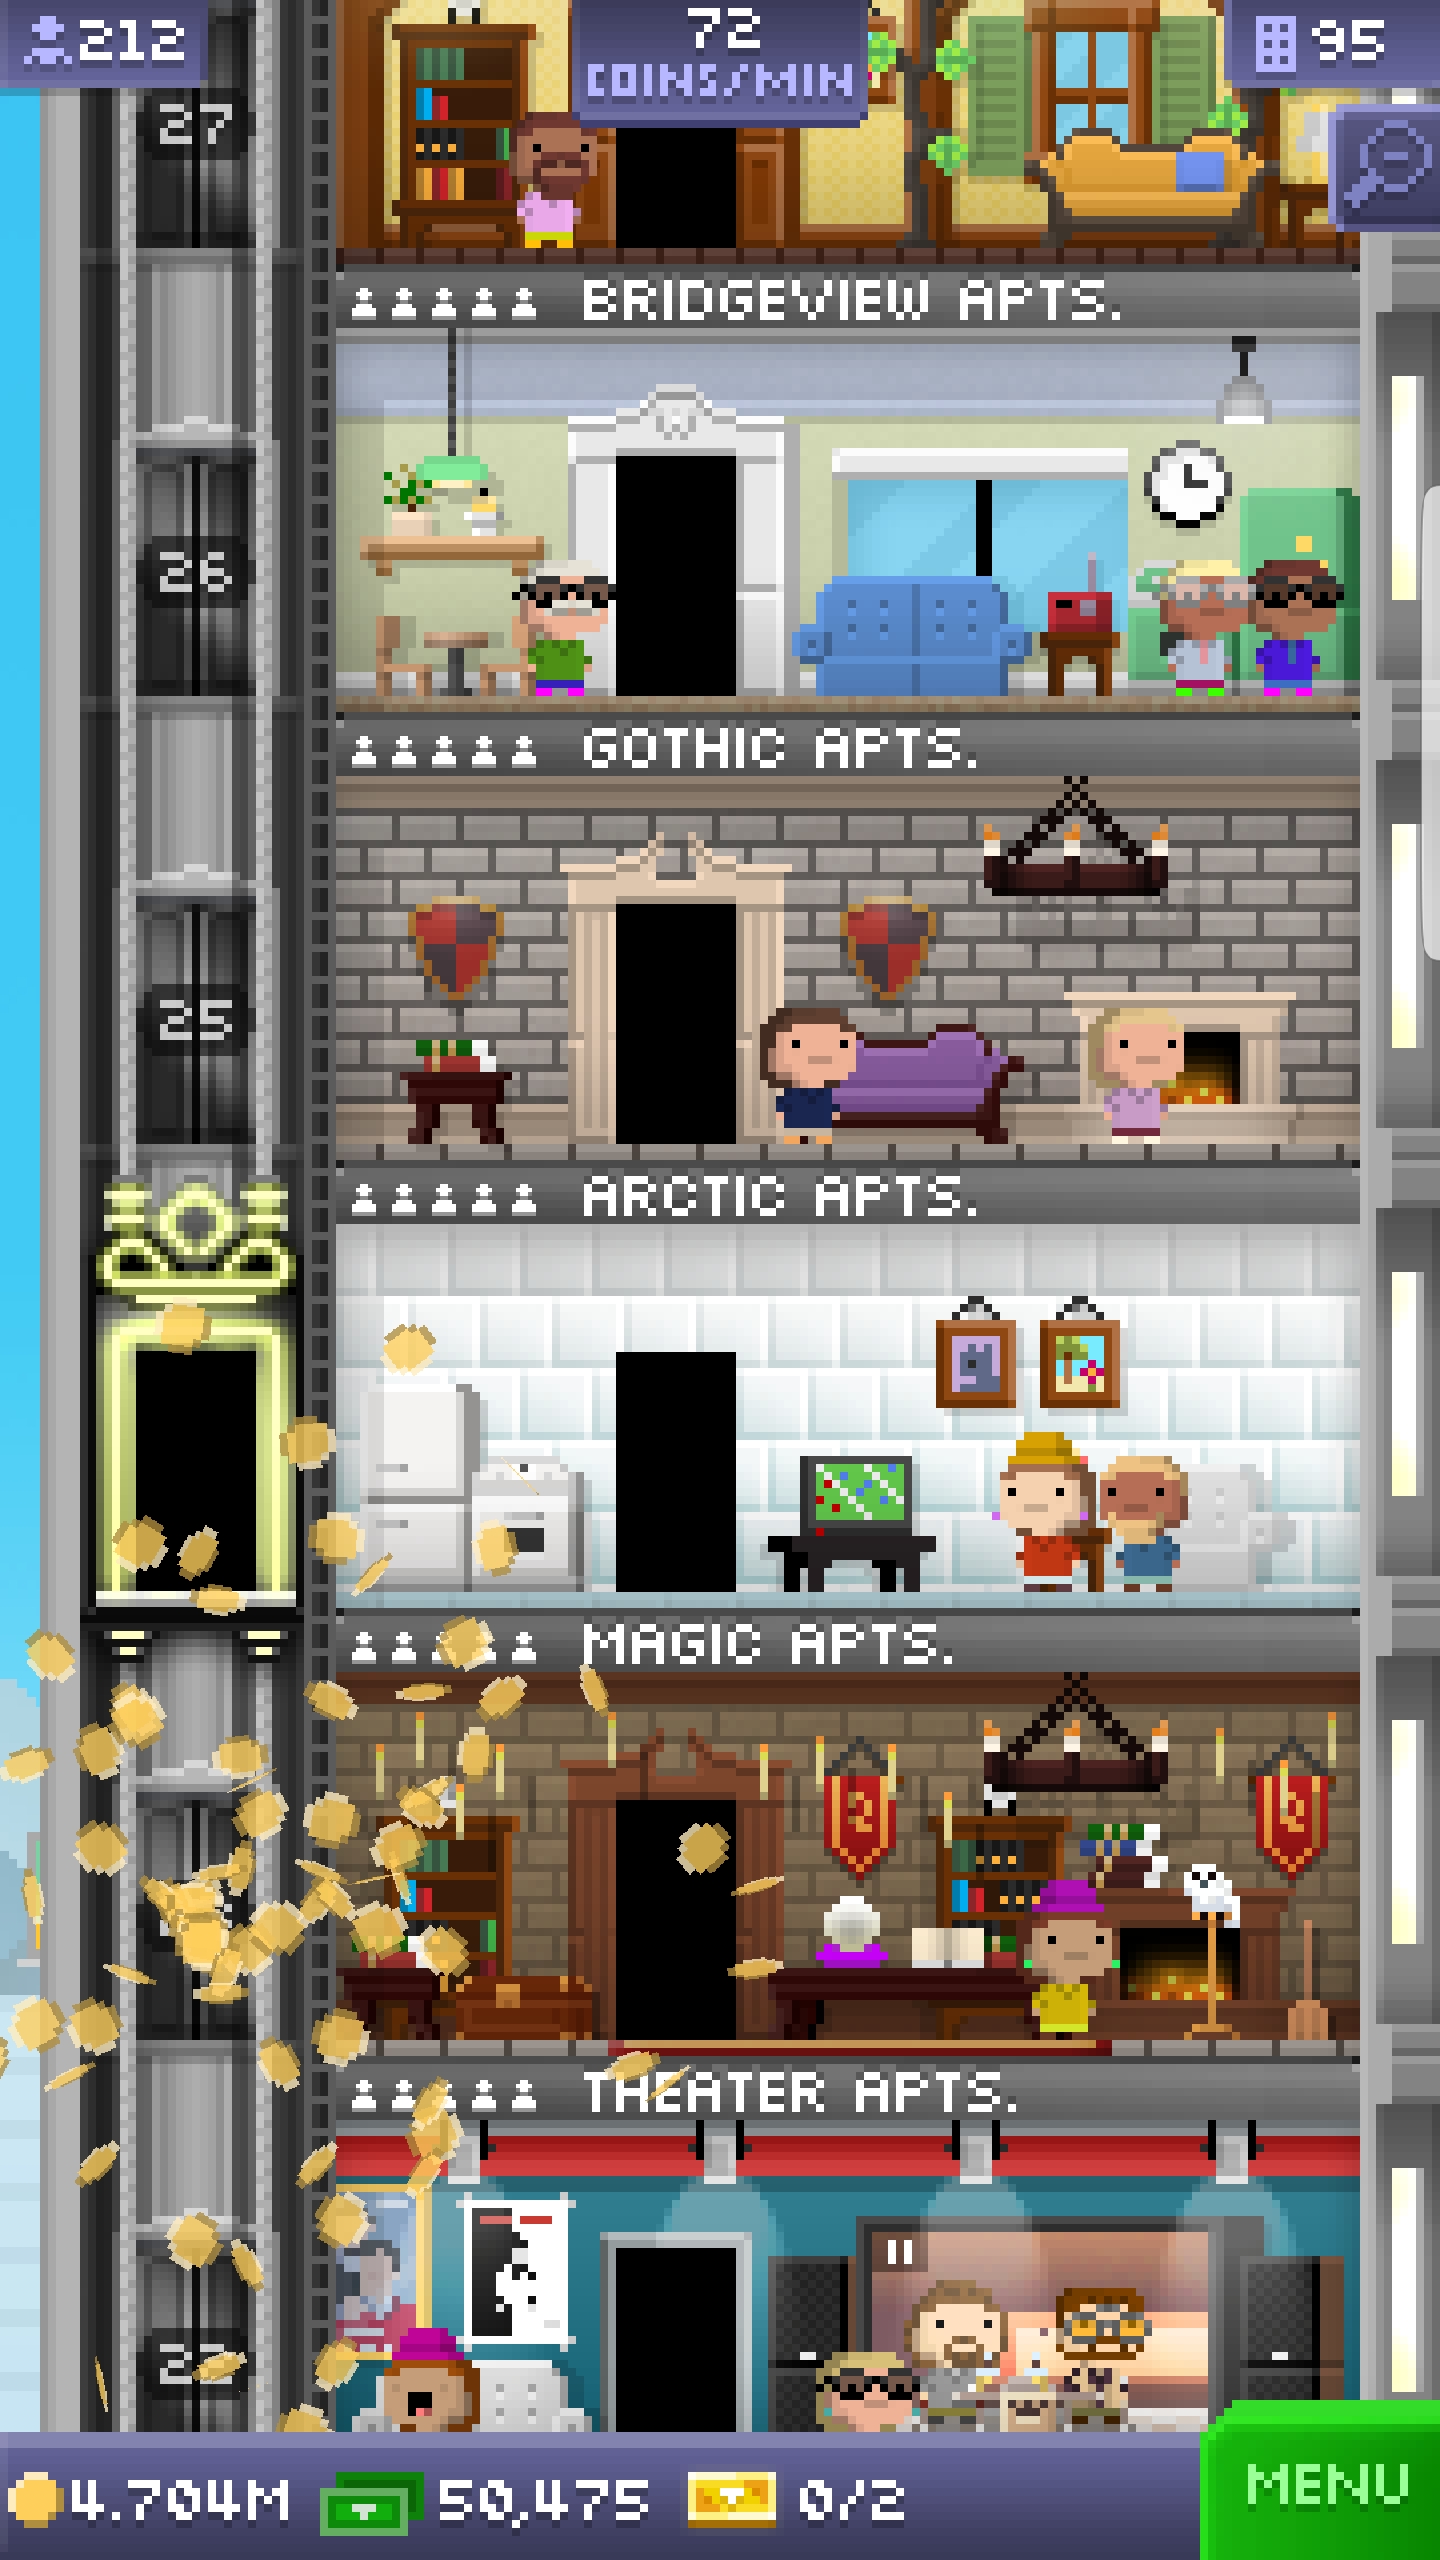 212
72
COINS/MIN
95
27
BRIDGEVIEW APTS.
26
GOTHIC APTS.
25
ARCTIC APTS.
MAGIC APTS.
THEATER APTS.
4.704M
50,475
0/2
MENU